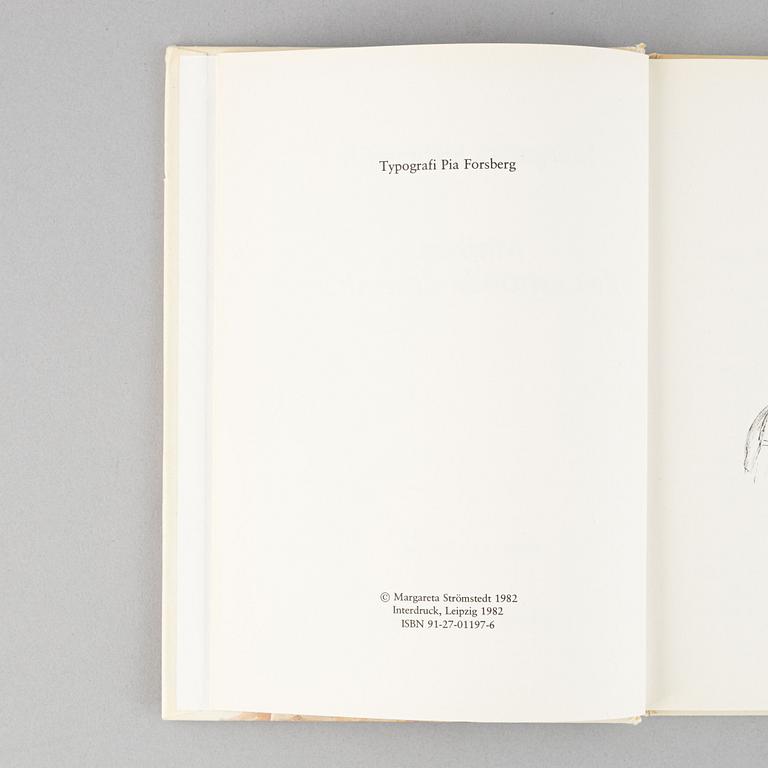 Typografi Pia Forsberg
© Margareta Strömstedt 1982
Interdruck, Leipzig 1982
ISBN 91-27-01197-6